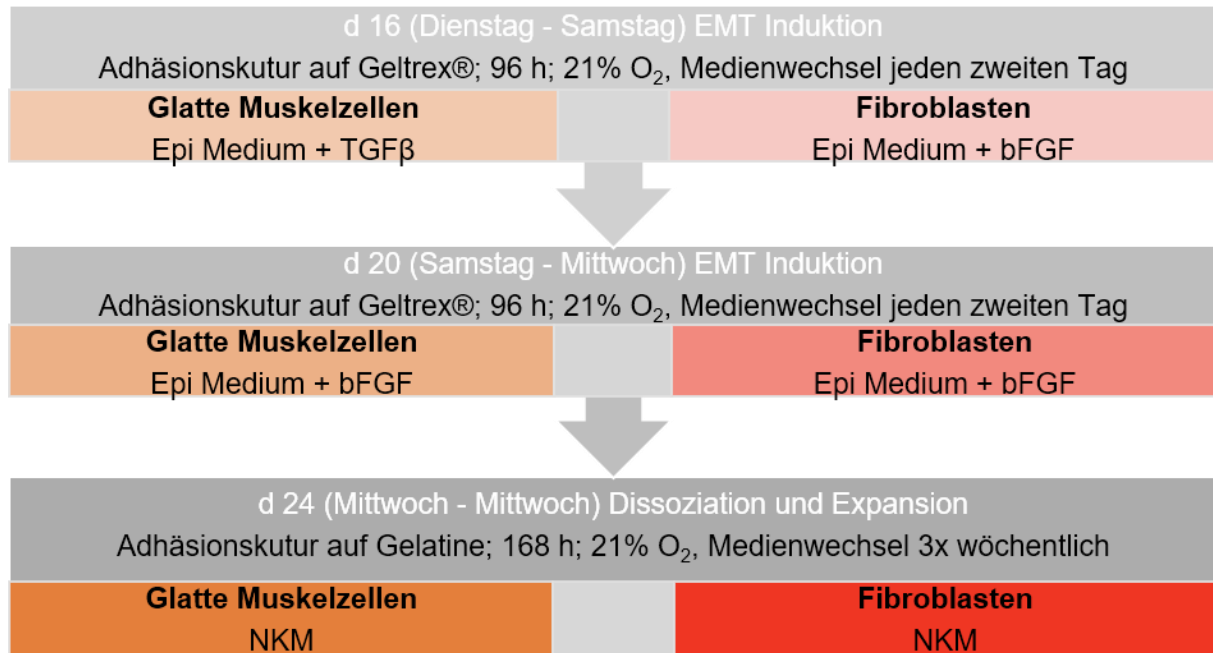 d 16 (Dienstag - Samstag) EMT Induktion
Adhäsionskutur auf Geltrex®; 96 h; 21% O₂, Medienwechsel jeden zweiten Tag
Glatte Muskelzellen
Epi Medium + TGFβ
Fibroblasten
Epi Medium + bFGF
d 20 (Samstag - Mittwoch) EMT Induktion
Adhäsionskutur auf Geltrex®; 96 h; 21% O₂, Medienwechsel jeden zweiten Tag
Glatte Muskelzellen
Epi Medium + bFGF
Fibroblasten
Epi Medium + bFGF
d 24 (Mittwoch - Mittwoch) Dissoziation und Expansion
Adhäsionskutur auf Gelatine; 168 h; 21% O₂, Medienwechsel 3x wöchentlich
Glatte Muskelzellen
NKM
Fibroblasten
NKM